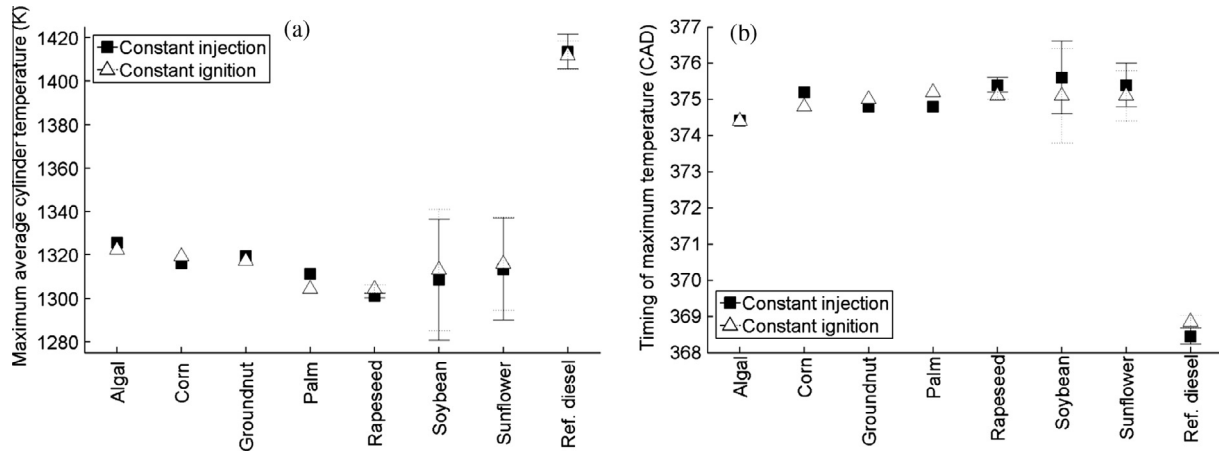 (a)
Maximum average cylinder temperature (K)
1420
1400
1380
1360
1340
1320
1300
1280
Constant injection
Constant ignition
Algal
Corn
Groundnut
Palm
Rapeseed
Soybean
Sunflower
Ref. diesel
(b)
Timing of maximum temperature (CAD)
377
376
375
374
373
372
371
370
369
368
Constant injection
Constant ignition
Algal
Corn
Groundnut
Palm
Rapeseed
Soybean
Sunflower
Ref. diesel